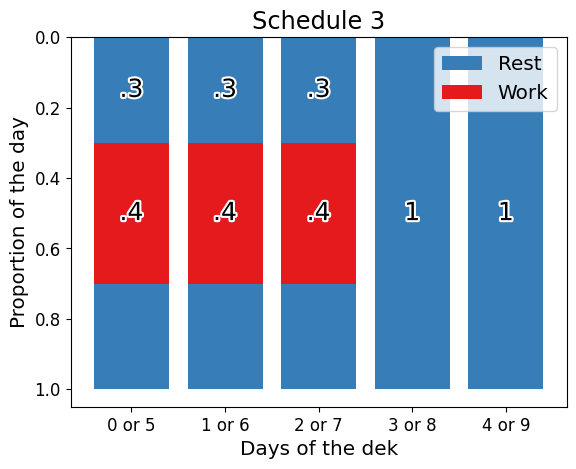 Schedule 3
Rest
Work
Proportion of the day
0.0
0.2
0.4
0.6
0.8
1.0
.3 .3 .3
.4 .4 .4 1 1
0 or 5 1 or 6 2 or 7 3 or 8 4 or 9
Days of the dek